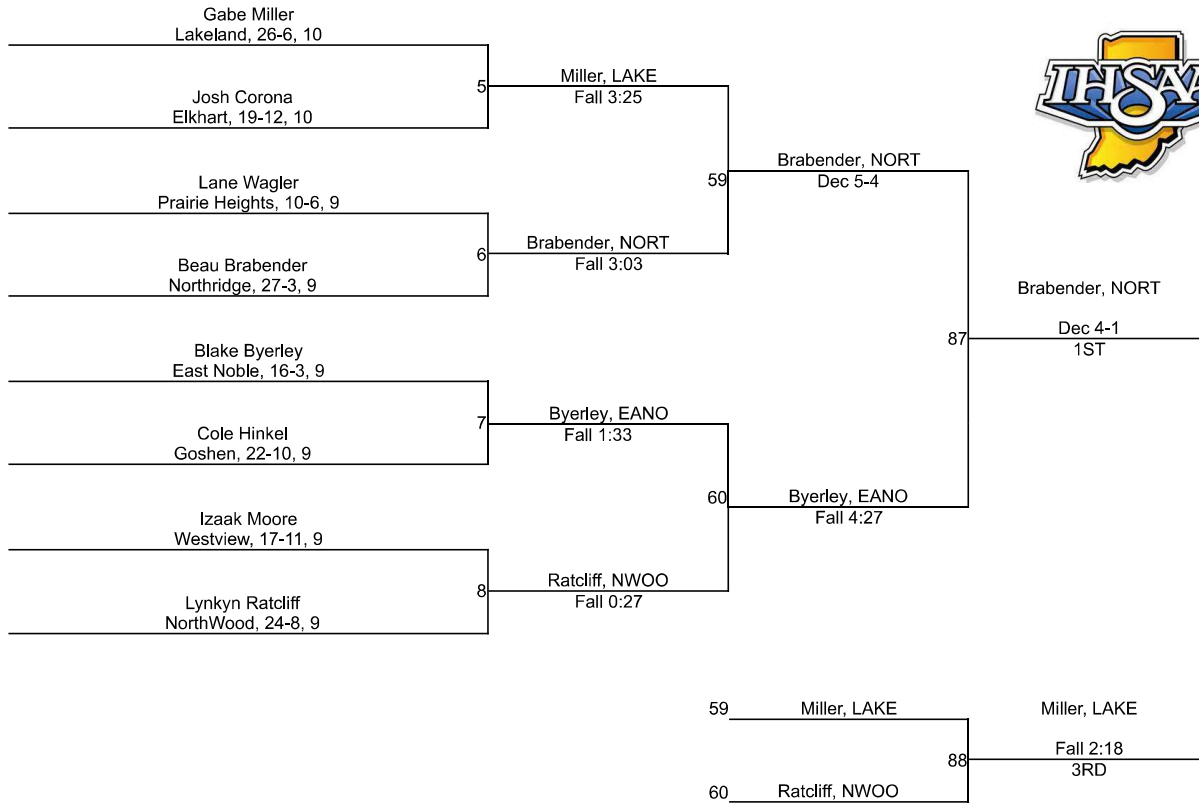 Gabe Miller
Lakeland, 26-6, 10
Josh Corona
Elkhart, 19-12, 10
Lane Wagler
Prairie Heights, 10-6, 9
Beau Brabender
Northridge, 27-3, 9
Blake Byerley
East Noble, 16-3, 9
Cole Hinkel
Goshen, 22-10, 9
Izaak Moore
Westview, 17-11, 9
Lynkyn Ratcliff
NorthWood, 24-8, 9
5
Miller, LAKE
Fall 3:25
6
Brabender, NORT
Fall 3:03
7
Byerley, EANO
Fall 1:33
8
Ratcliff, NWOO
Fall 0:27
59
Brabender, NORT
Dec 5-4
60
Byerley, EANO
Fall 4:27
IHSAA
87
Brabender, NORT
Dec 4-1
1ST
59
Miller, LAKE
60
Ratcliff, NWOO
88
Miller, LAKE
Fall 2:18
3RD